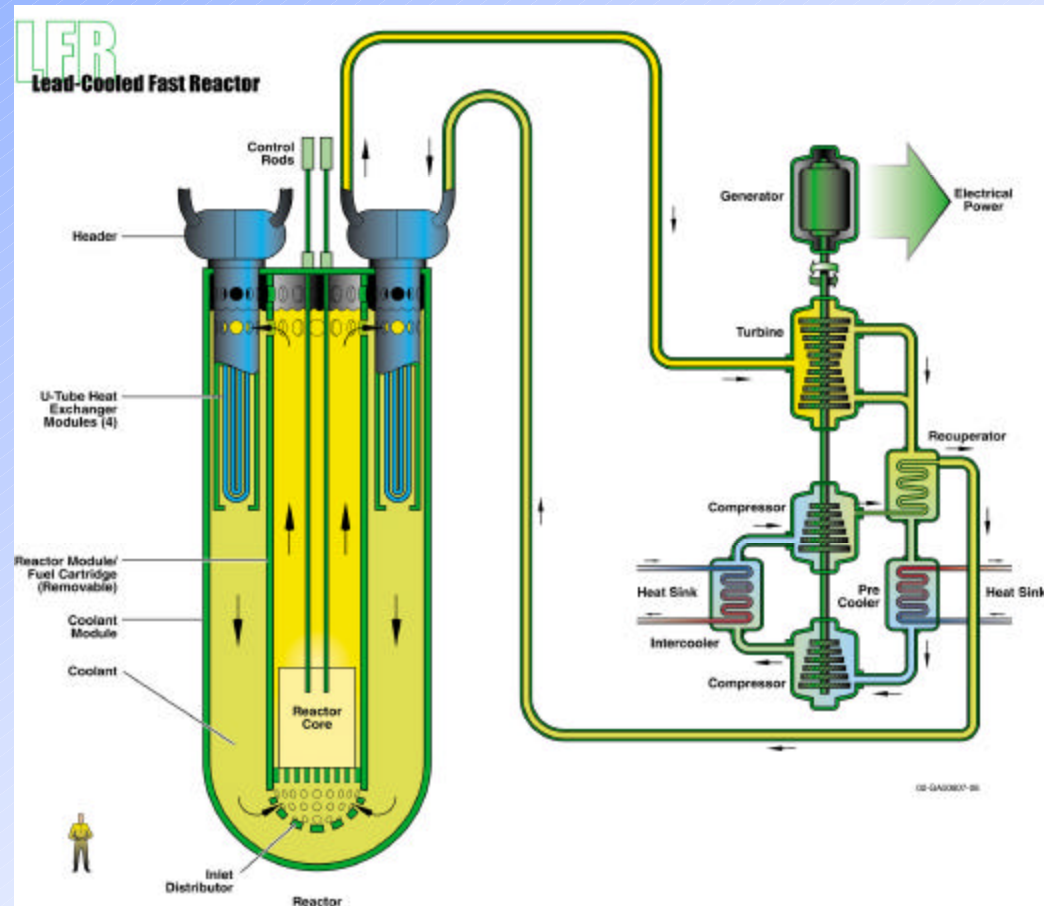 LFR
Lead-Cooled Fast Reactor
Control
Rods
Header
U-Tube Heat
Exchanger
Modules (4)
Reactor Module/
Fuel Cartridge
(Removable)
Coolant
Module
Coolant
Reactor
Core
Inlet
Distributor
Reactor
Generator
Electrical
Power
Turbine
Recuperator
Compressor
Heat Sink
Intercooler
Pre
Cooler
Heat Sink
Compressor